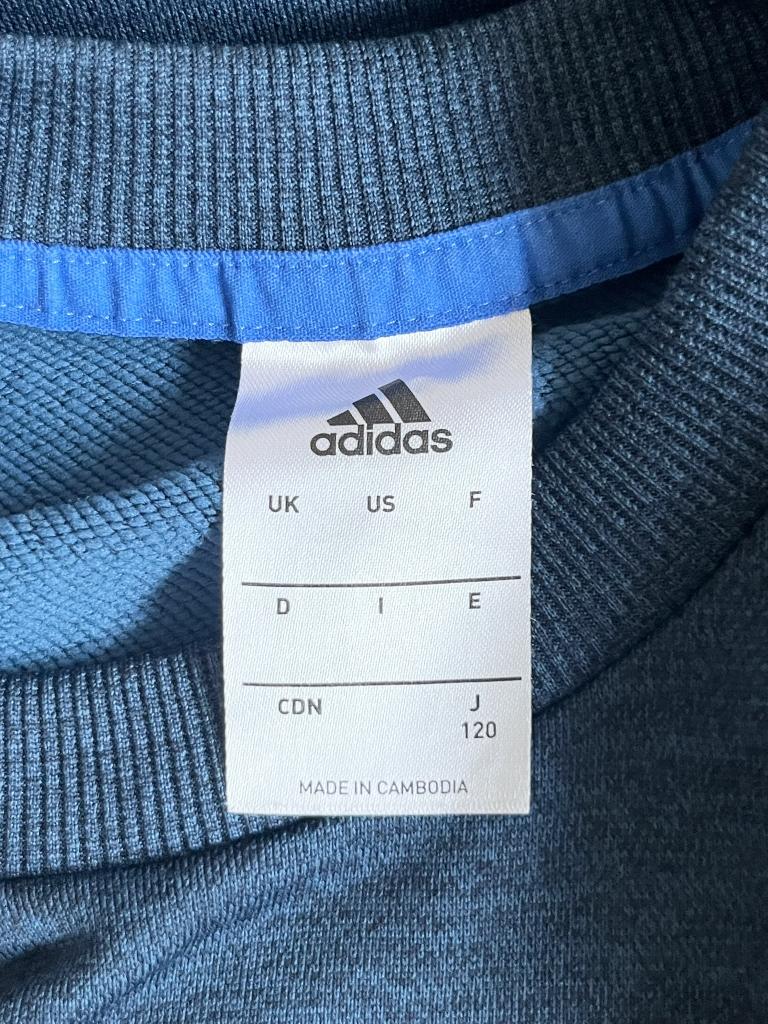 adidas
UK US F
D I E
CDN J
120
MADE IN CAMBODIA